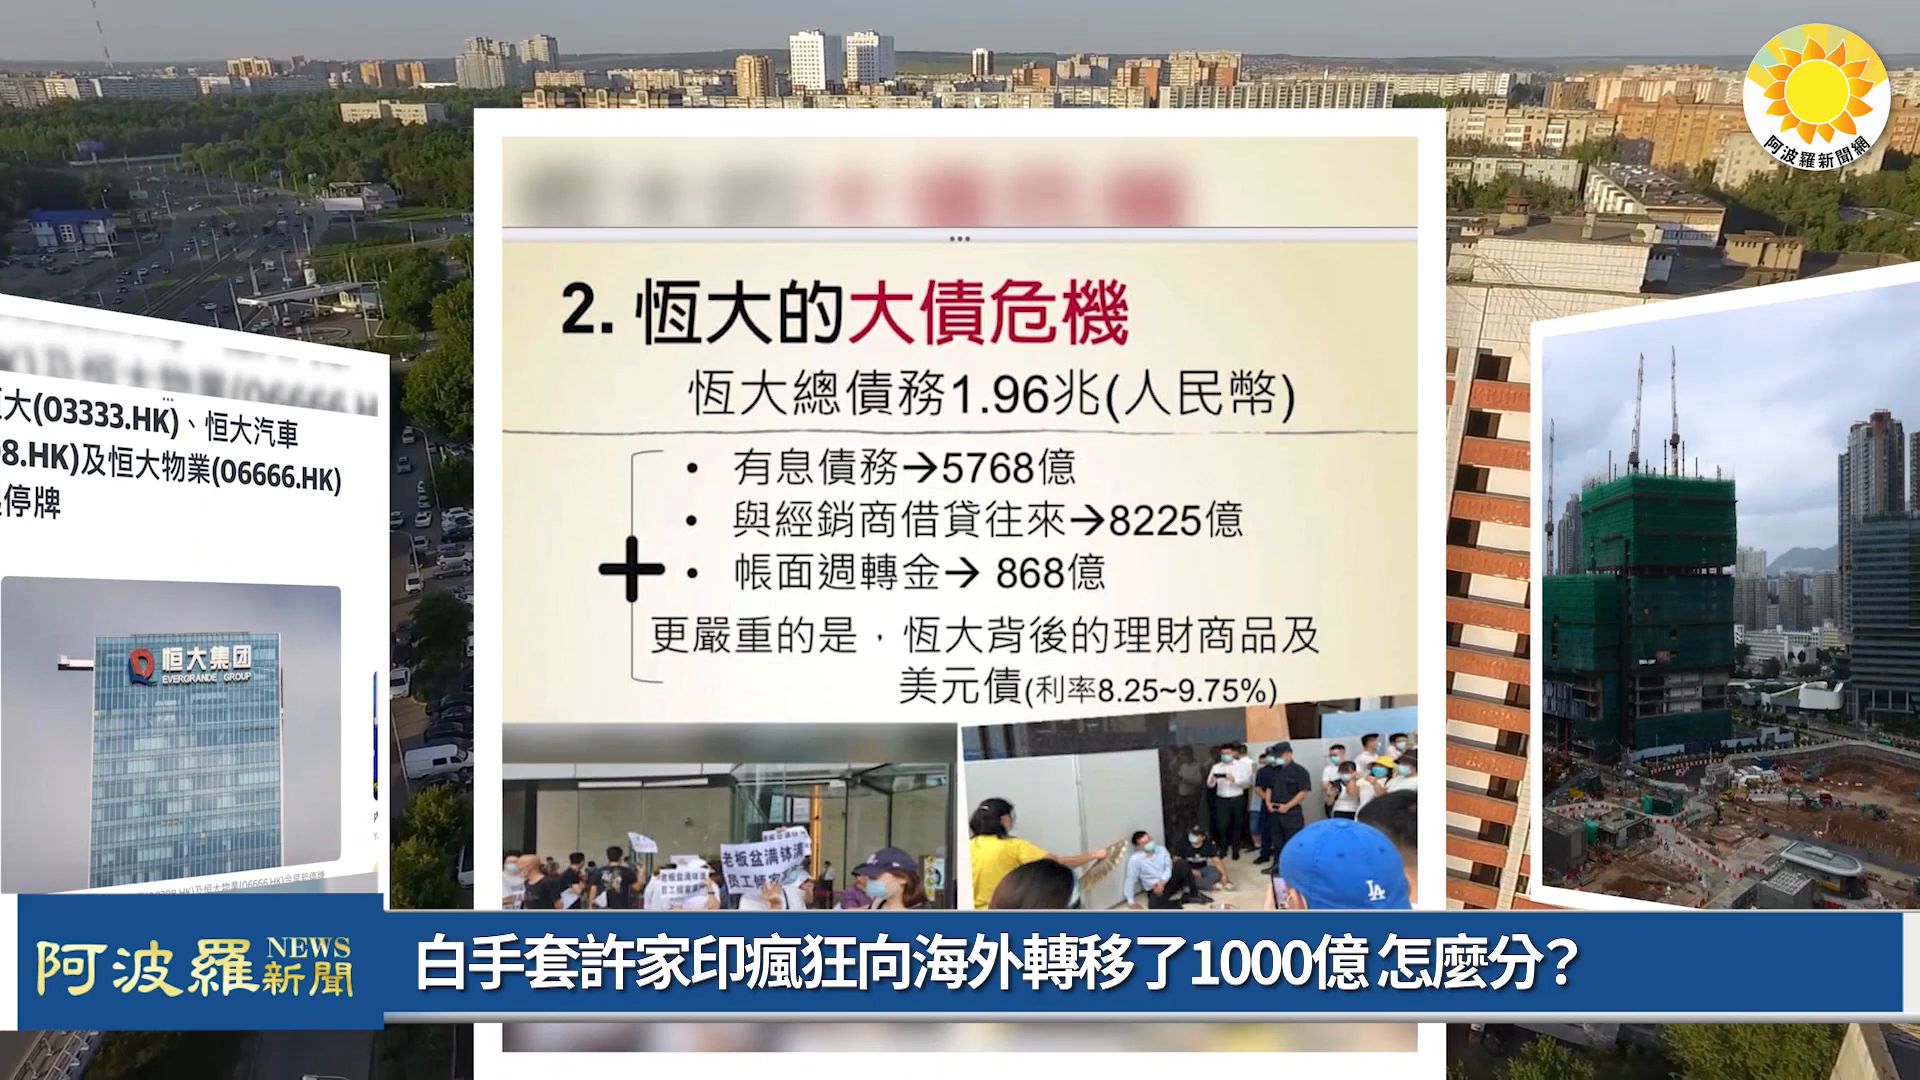 阿波羅新聞網
2. 恆大的大債危機
恆大總債務1.96兆(人民幣)
• 有息債務→5768億
• 與經銷商借貸往來→8225億
+ • 帳面週轉金→ 868億
更嚴重的是，恆大背後的理財商品及
美元債(利率8.25~9.75%)
大(03333.HK)、恒大汽車
8.HK)及恒大物業(06666.HK)
停牌
恒大集团
EVERGRANDE GROUP
老板盆满钵满
LA
阿波羅 NEWS 新聞
白手套許家印瘋狂向海外轉移了1000億 怎麼分?